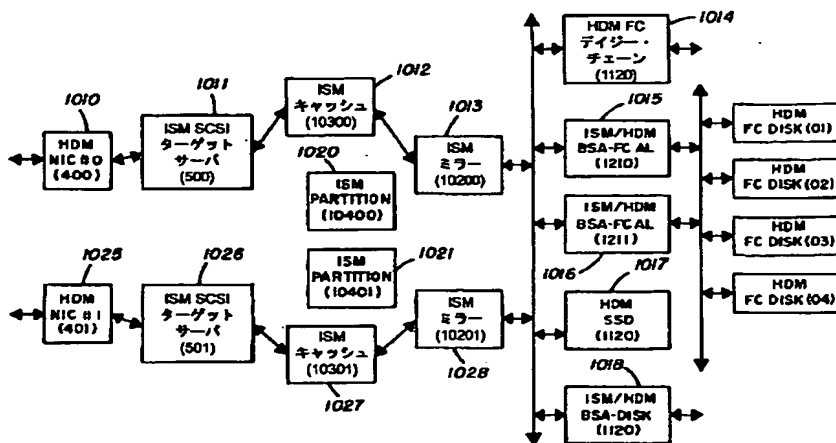 1010
HDM
NIC #0
(400)
1011
ISM SCSI
ターゲット
サーバ
(500)
1012
ISM
キャッシュ
(10300)
1013
ISM
ミラー
(10200)
1014
HDM FC
デイジー・
チェーン
(1120)
1015
ISM/HDM
BSA-FC AL
(1210)
HDM
FC DISK (01)
HDM
FC DISK (02)
HDM
FC DISK (03)
HDM
FC DISK (04)
1020
ISM
PARTITION
(10400)
1021
ISM
PARTITION
(10401)
ISM/HDM
BSA-FC AL
(1211)
1016
1017
HDM
SSD
(1120)
1018
ISM/HDM
BSA-DISK
(1120)
1025
HDM
NIC #1
(401)
1026
ISM SCSI
ターゲット
サーバ
(501)
ISM
キャッシュ
(10301)
1027
ISM
ミラー
(10201)
1028